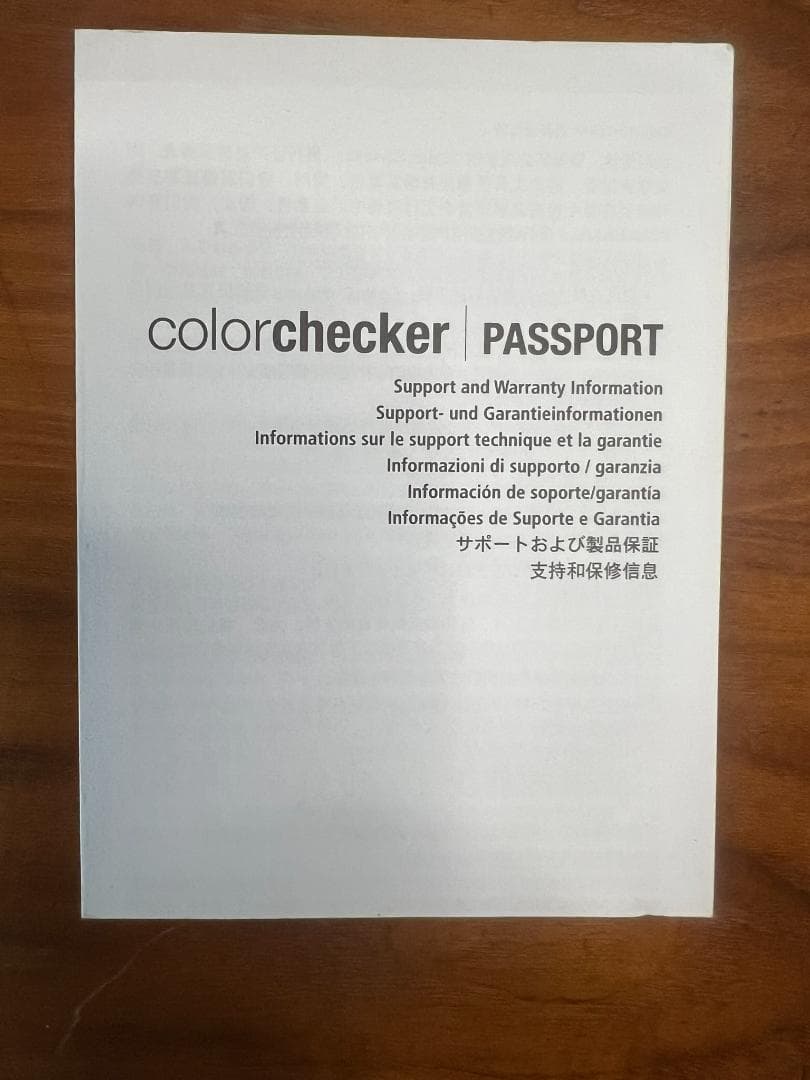 colorchecker | PASSPORT
Support and Warranty Information
Support- und Garantieinformationen
Informations sur le support technique et la garantie
Informazioni di supporto / garanzia
Información de soporte/garantía
Informações de Suporte e Garantia
サポートおよび製品保証
支持和保修信息